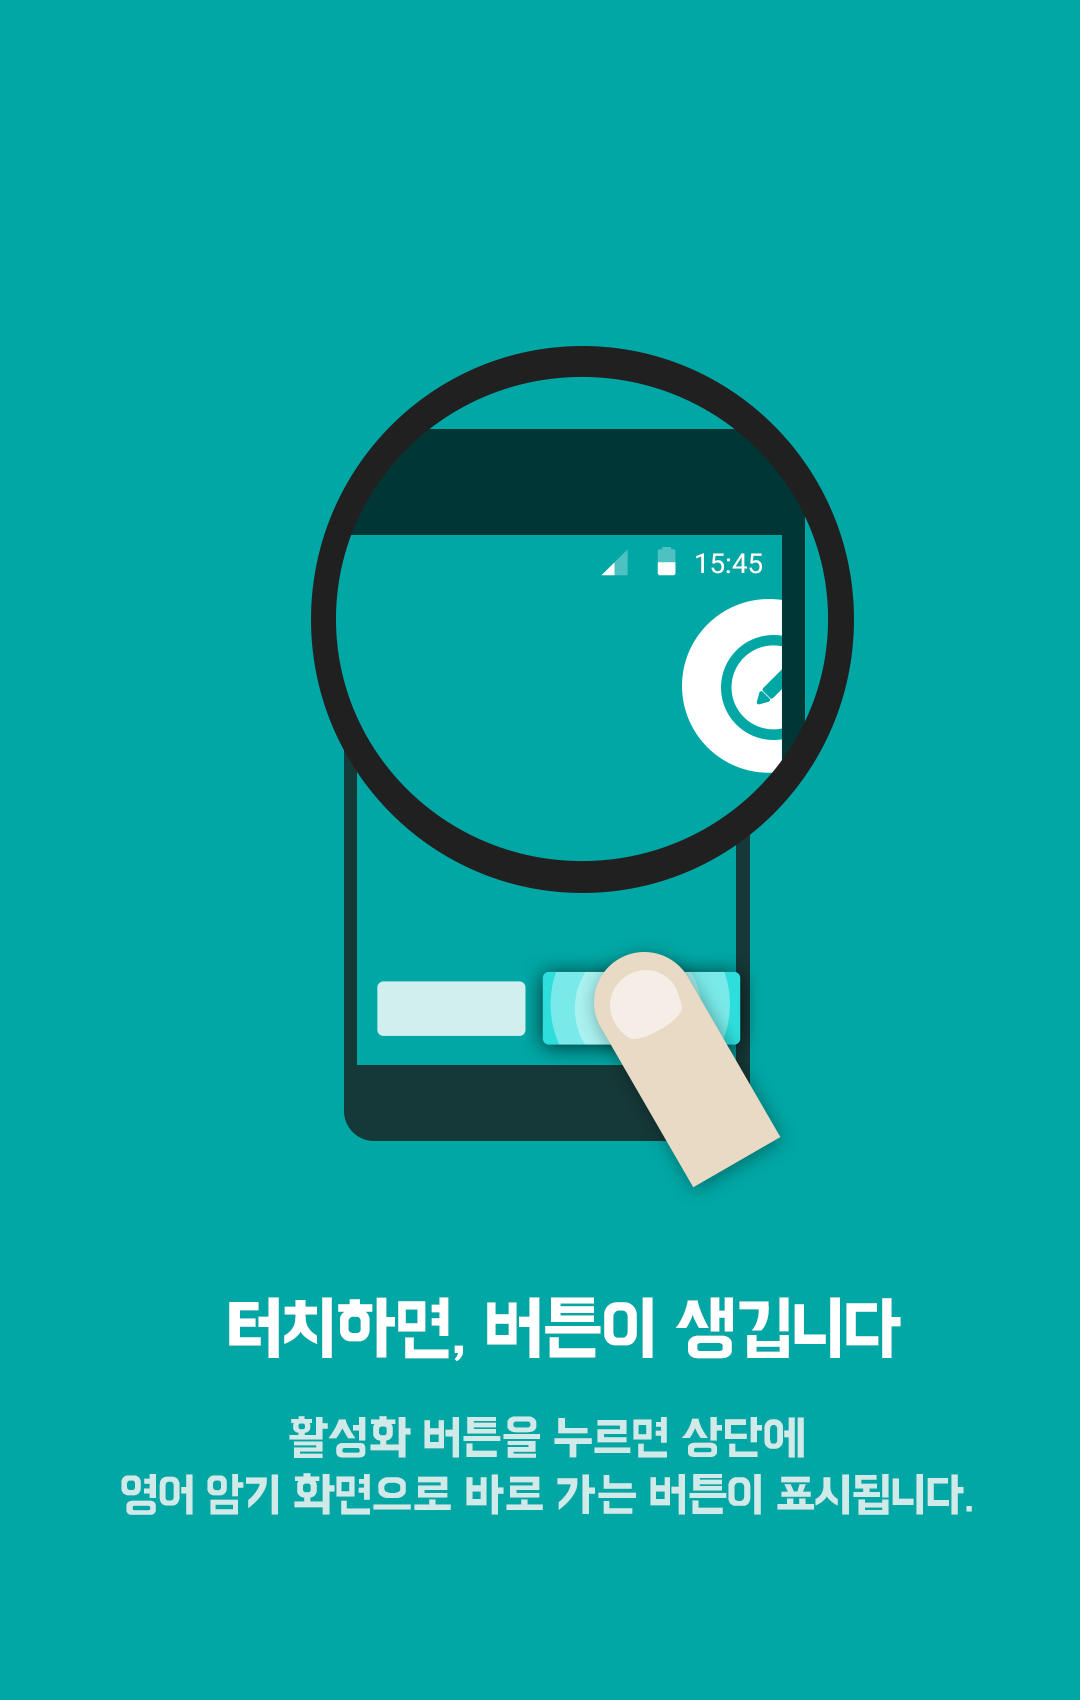 15:45
터치하면, 버튼이 생깁니다
활성화 버튼을 누르면 상단에
영어 암기 화면으로 바로 가는 버튼이 표시됩니다.